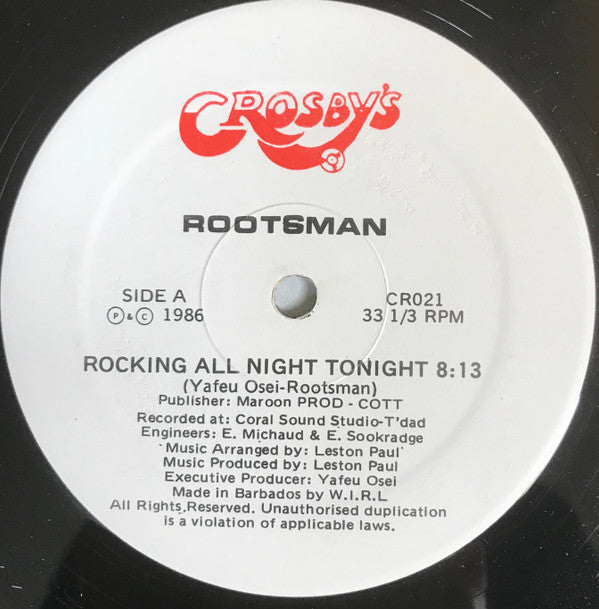 CROSBY'S
ROOTSMAN
SIDE A
Ⓟ & Ⓒ 1986
CR021
33 1/3 RPM
ROCKING ALL NIGHT TONIGHT 8:13
(Yafeu Osei-Rootsman)
Publisher: Maroon PROD - COTT
Recorded at: Coral Sound Studio-T'dad
Engineers: E. Michaud & E. Sookradge
Music Arranged by: Leston Paul
Music Produced by: Leston Paul
Executive Producer: Yafeu Osei
Made in Barbados by W.I.R.L
All Rights Reserved. Unauthorised duplication
is a violation of applicable laws.